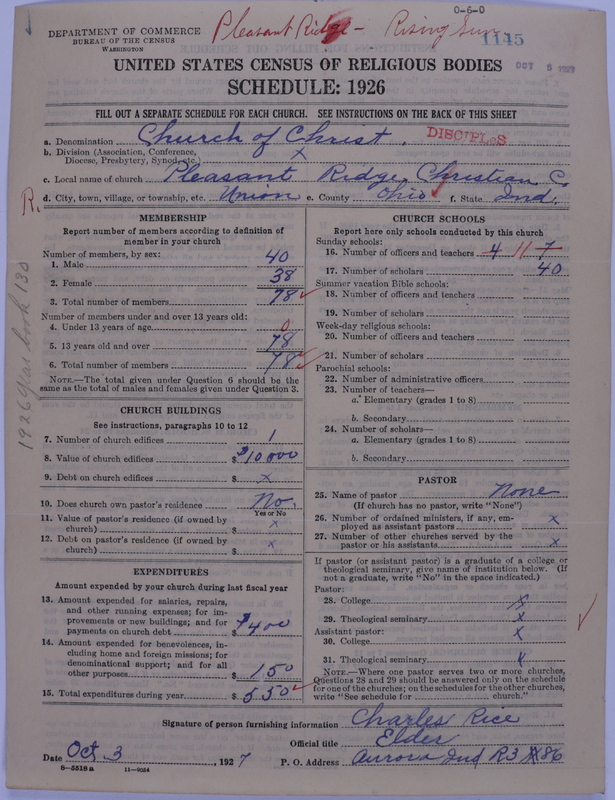 0-6-0
DEPARTMENT OF COMMERCE
BUREAU OF THE CENSUS
WASHINGTON
Pleasant Ridge - Rising Sun
1145
OCT 5 1927
UNITED STATES CENSUS OF RELIGIOUS BODIES
SCHEDULE: 1926
FILL OUT A SEPARATE SCHEDULE FOR EACH CHURCH. SEE INSTRUCTIONS ON THE BACK OF THIS SHEET
a. Denomination Church of Christ. DISCIPLES
b. Division (Association, Conference, Diocese, Presbytery, Synod, etc.) x
c. Local name of church Pleasant Ridge Christian C
R. d. City, town, village, or township, etc. Union e. County Ohio f. State Ind.
1926 Year book 130
MEMBERSHIP
Report number of members according to definition of
member in your church
Number of members, by sex:
1. Male 40
2. Female 38
3. Total number of members 78
Number of members under and over 13 years old:
4. Under 13 years of age 0
5. 13 years old and over 78
6. Total number of members 78
NOTE.—The total given under Question 6 should be
same as the total of males and females given under Question 3.
CHURCH BUILDINGS
See instructions, paragraphs 10 to 12
7. Number of church edifices 1
8. Value of church edifices $ $10000
9. Debt on church edifices $ x
10. Does church own pastor's residence No.
Yes or No
11. Value of pastor's residence (if owned by
church) $ x
12. Debt on pastor's residence (if owned by
church) $ x
EXPENDITURES
Amount expended by your church during last fiscal year
13. Amount expended for salaries, repairs,
and other running expenses; for im-
provements or new buildings; and for
payments on church debt $400
14. Amount expended for benevolences, in-
cluding home and foreign missions; for
denominational support; and for all
other purposes $ 150
15. Total expenditures during year $ 550
CHURCH SCHOOLS
Report here only schools conducted by this church
Sunday schools:
16. Number of officers and teachers 4 11 7
17. Number of scholars 40
Summer vacation Bible schools:
18. Number of officers and teachers
19. Number of scholars
Week-day religious schools:
20. Number of officers and teachers
21. Number of scholars
Parochial schools:
22. Number of administrative officers
23. Number of teachers—
a. Elementary (grades 1 to 8)
b. Secondary
24. Number of scholars—
a. Elementary (grades 1 to 8)
b. Secondary
PASTOR
25. Name of pastor None
(If church has no pastor, write "None")
26. Number of ordained ministers, if any, em-
ployed as assistant pastors x
27. Number of other churches served by the
pastor or his assistants x
If pastor (or assistant pastor) is a graduate of a college or
theological seminary, give name of institution below. (If
not a graduate, write "No" in the space indicated.)
Pastor:
28. College x
29. Theological seminary x
Assistant pastor:
30. College x
31. Theological seminary x
NOTE.—Where one pastor serves two or more churches,
Questions 28 and 29 should be answered only on the schedule
for one of the churches; on the schedules for the other churches,
write "See schedule for church."
Signature of person furnishing information Charles Rice
Official title Elder
Date Oct 3, 1927 P. O. Address Aurora Ind R3 86
8—5518 a 11—9564